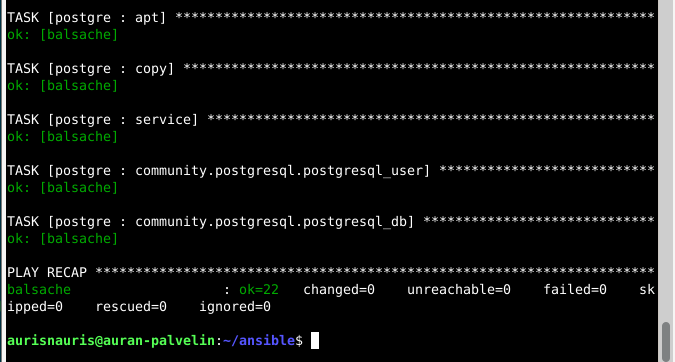 TASK [postgre : apt] ************************************************************
ok: [balsache]
TASK [postgre : copy] ***********************************************************
ok: [balsache]
TASK [postgre : service] ********************************************************
ok: [balsache]
TASK [postgre : community.postgresql.postgresql_user] ***************************
ok: [balsache]
TASK [postgre : community.postgresql.postgresql_db] *****************************
ok: [balsache]
PLAY RECAP **********************************************************************
balsache                   : ok=22   changed=0    unreachable=0    failed=0    sk
ipped=0    rescued=0    ignored=0
aurisnauris@auran-palvelin:~/ansible$